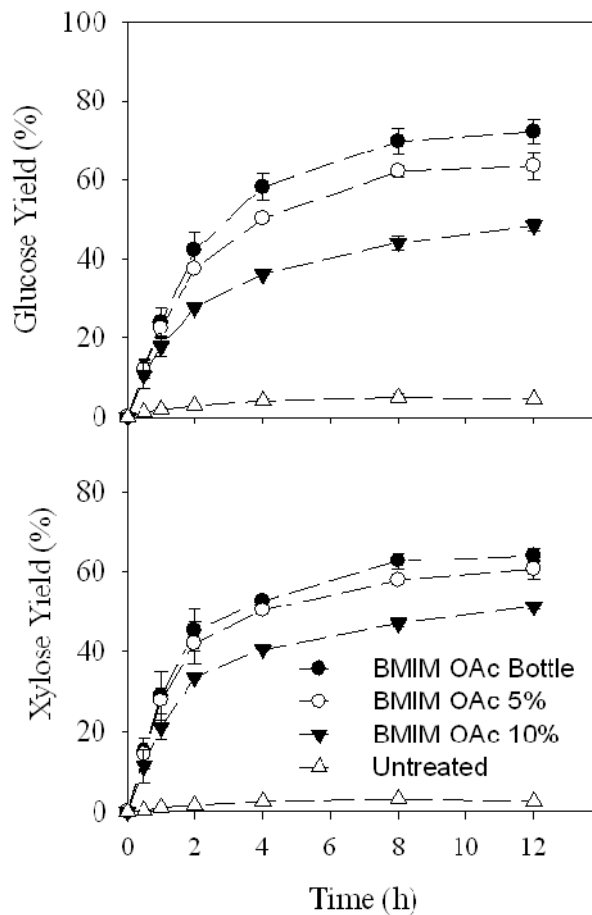 100
80
60
40
20
0
Glucose Yield (%)
80
60
40
20
0
Xylose Yield (%)
BMIM OAc Bottle
BMIM OAc 5%
BMIM OAc 10%
Untreated
0 2 4 6 8 10 12
Time (h)